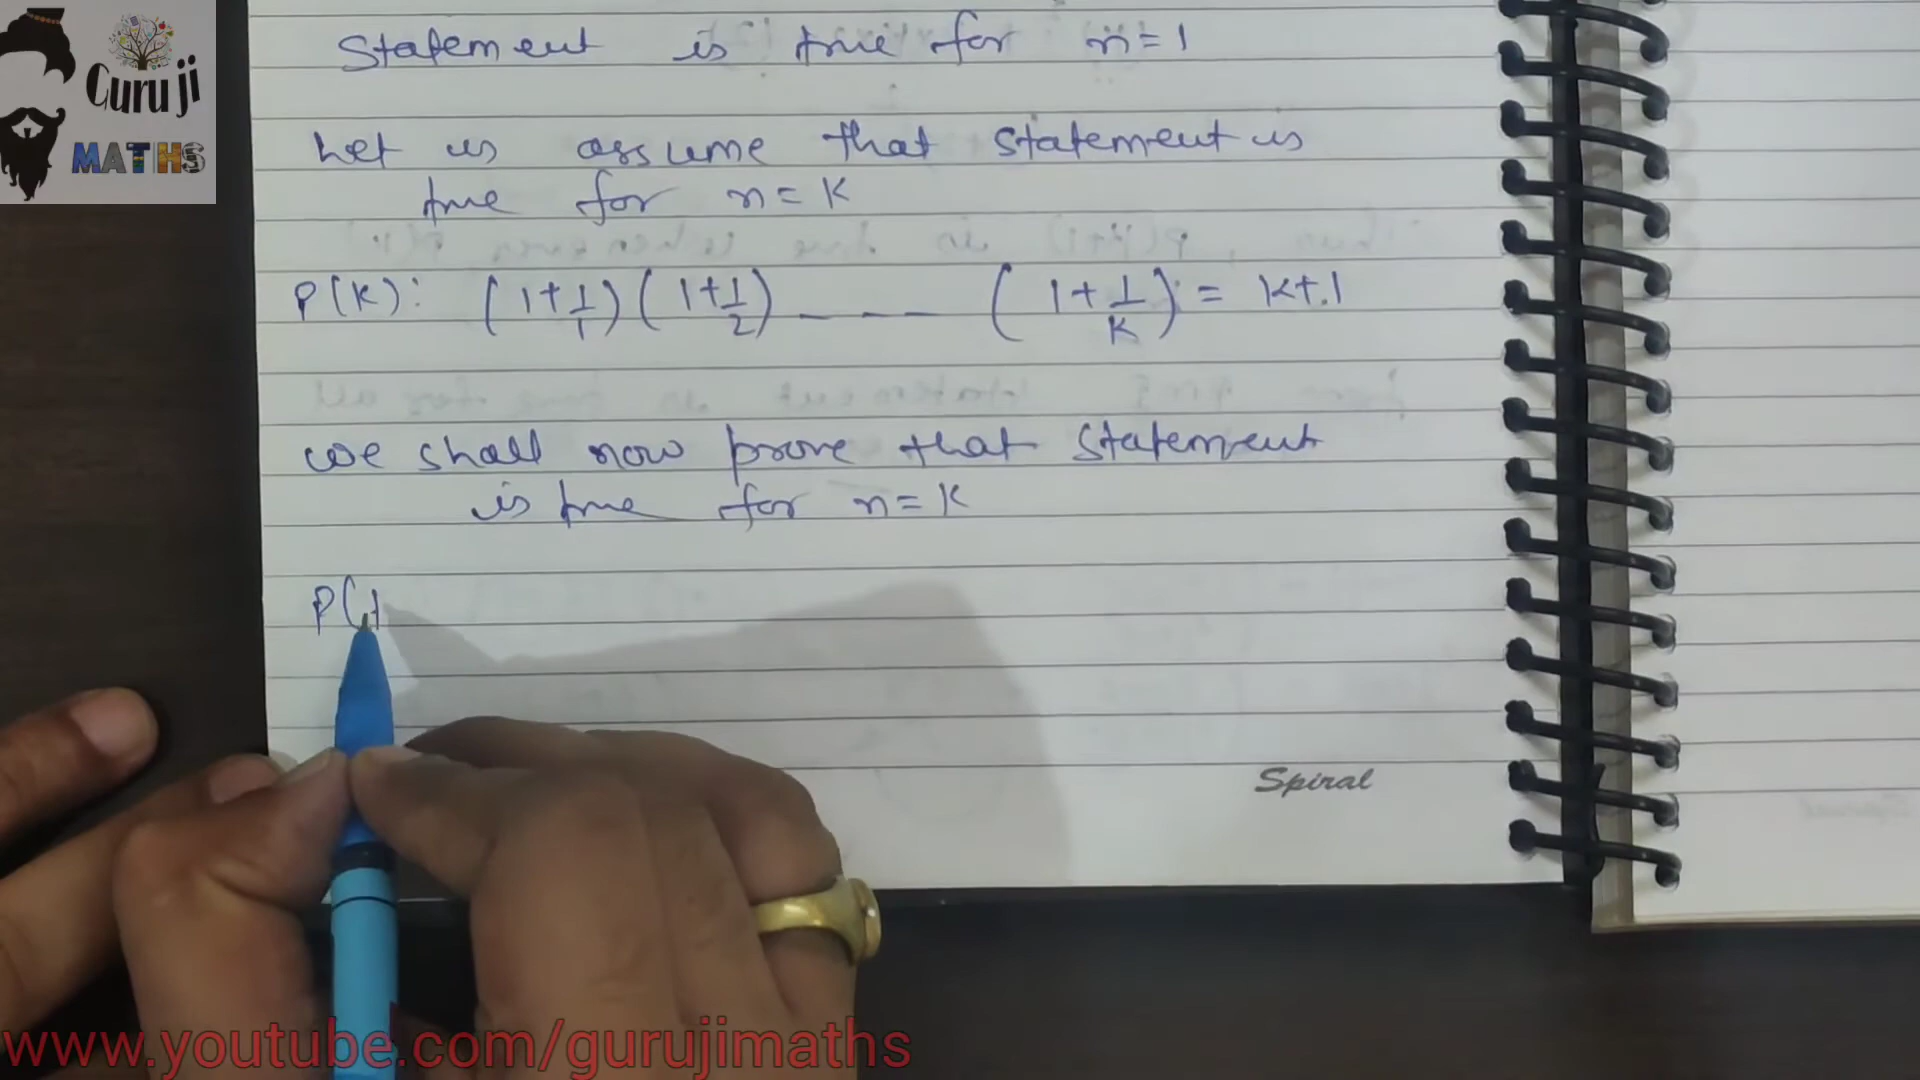 Guru ji
MATHS
Statement is true for n=1
Let us assume that statement is
true for n=K
P(K): (1+1/1)(1+1/2) _ _ _ (1+1/K) = K+1
we shall now prove that statement
is true for n=K
P(
Spiral
www.youtube.com/gurujimaths